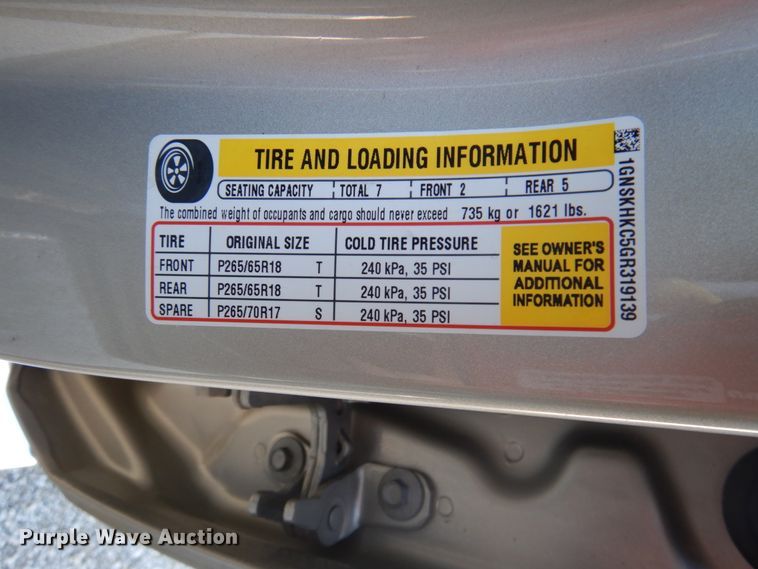 TIRE AND LOADING INFORMATION
SEATING CAPACITY TOTAL 7 FRONT 2 REAR 5
The combined weight of occupants and cargo should never exceed 735 kg or 1621 lbs.
TIRE ORIGINAL SIZE COLD TIRE PRESSURE
FRONT P265/65R18 T 240 kPa, 35 PSI
REAR P265/65R18 T 240 kPa, 35 PSI
SPARE P265/70R17 S 240 kPa, 35 PSI
SEE OWNER'S
MANUAL FOR
ADDITIONAL
INFORMATION
1GNSKHKC5GR319139
Purple Wave Auction®